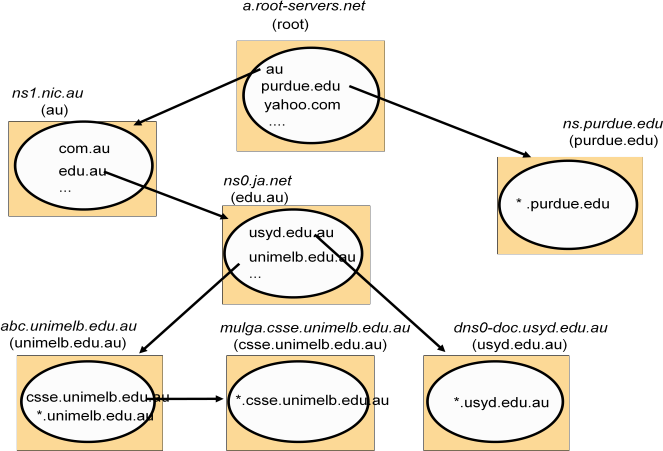 a.root-servers.net
(root)
au
purdue.edu
yahoo.com
....
ns1.nic.au
(au)
com.au
edu.au
...
ns.purdue.edu
(purdue.edu)
* .purdue.edu
ns0.ja.net
(edu.au)
usyd.edu.au
unimelb.edu.au
...
abc.unimelb.edu.au
(unimelb.edu.au)
csse.unimelb.edu.au
*.unimelb.edu.au
mulga.csse.unimelb.edu.au
(csse.unimelb.edu.au)
*.csse.unimelb.edu.au
dns0-doc.usyd.edu.au
(usyd.edu.au)
*.usyd.edu.au